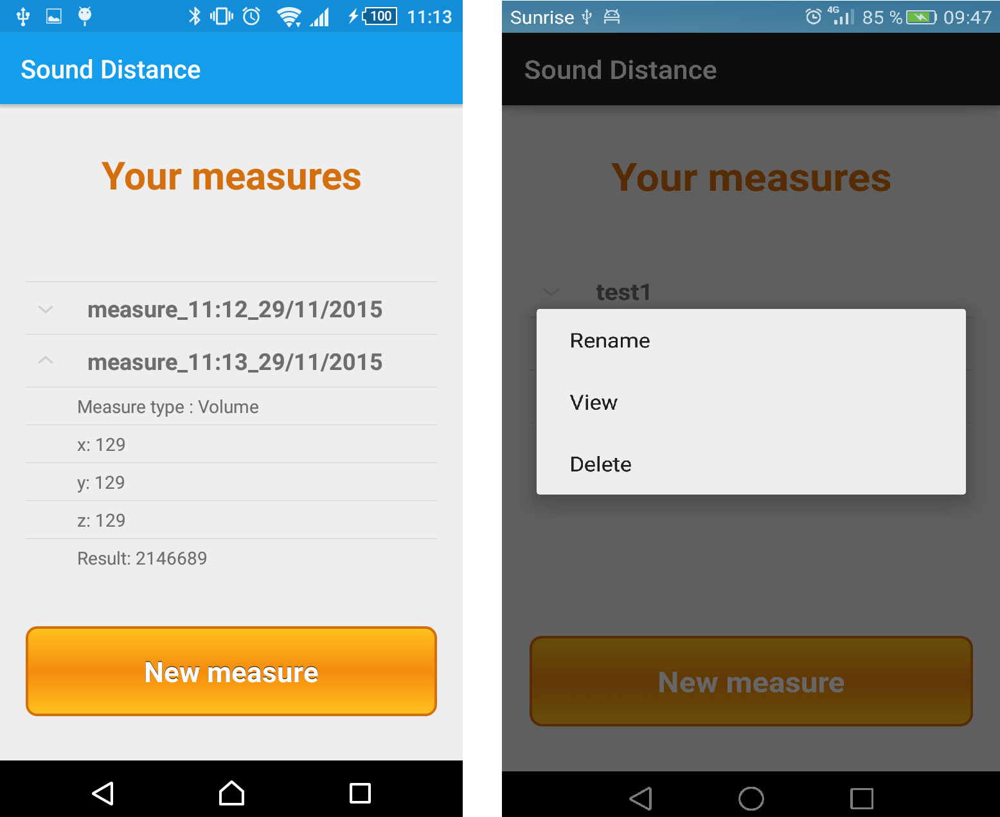 100 11:13
Sound Distance
Your measures
measure_11:12_29/11/2015
measure_11:13_29/11/2015
Measure type : Volume
x: 129
y: 129
z: 129
Result: 2146689
New measure
Sunrise 4G 85 % 09:47
Sound Distance
Your measures
test1
Rename
View
Delete
New measure